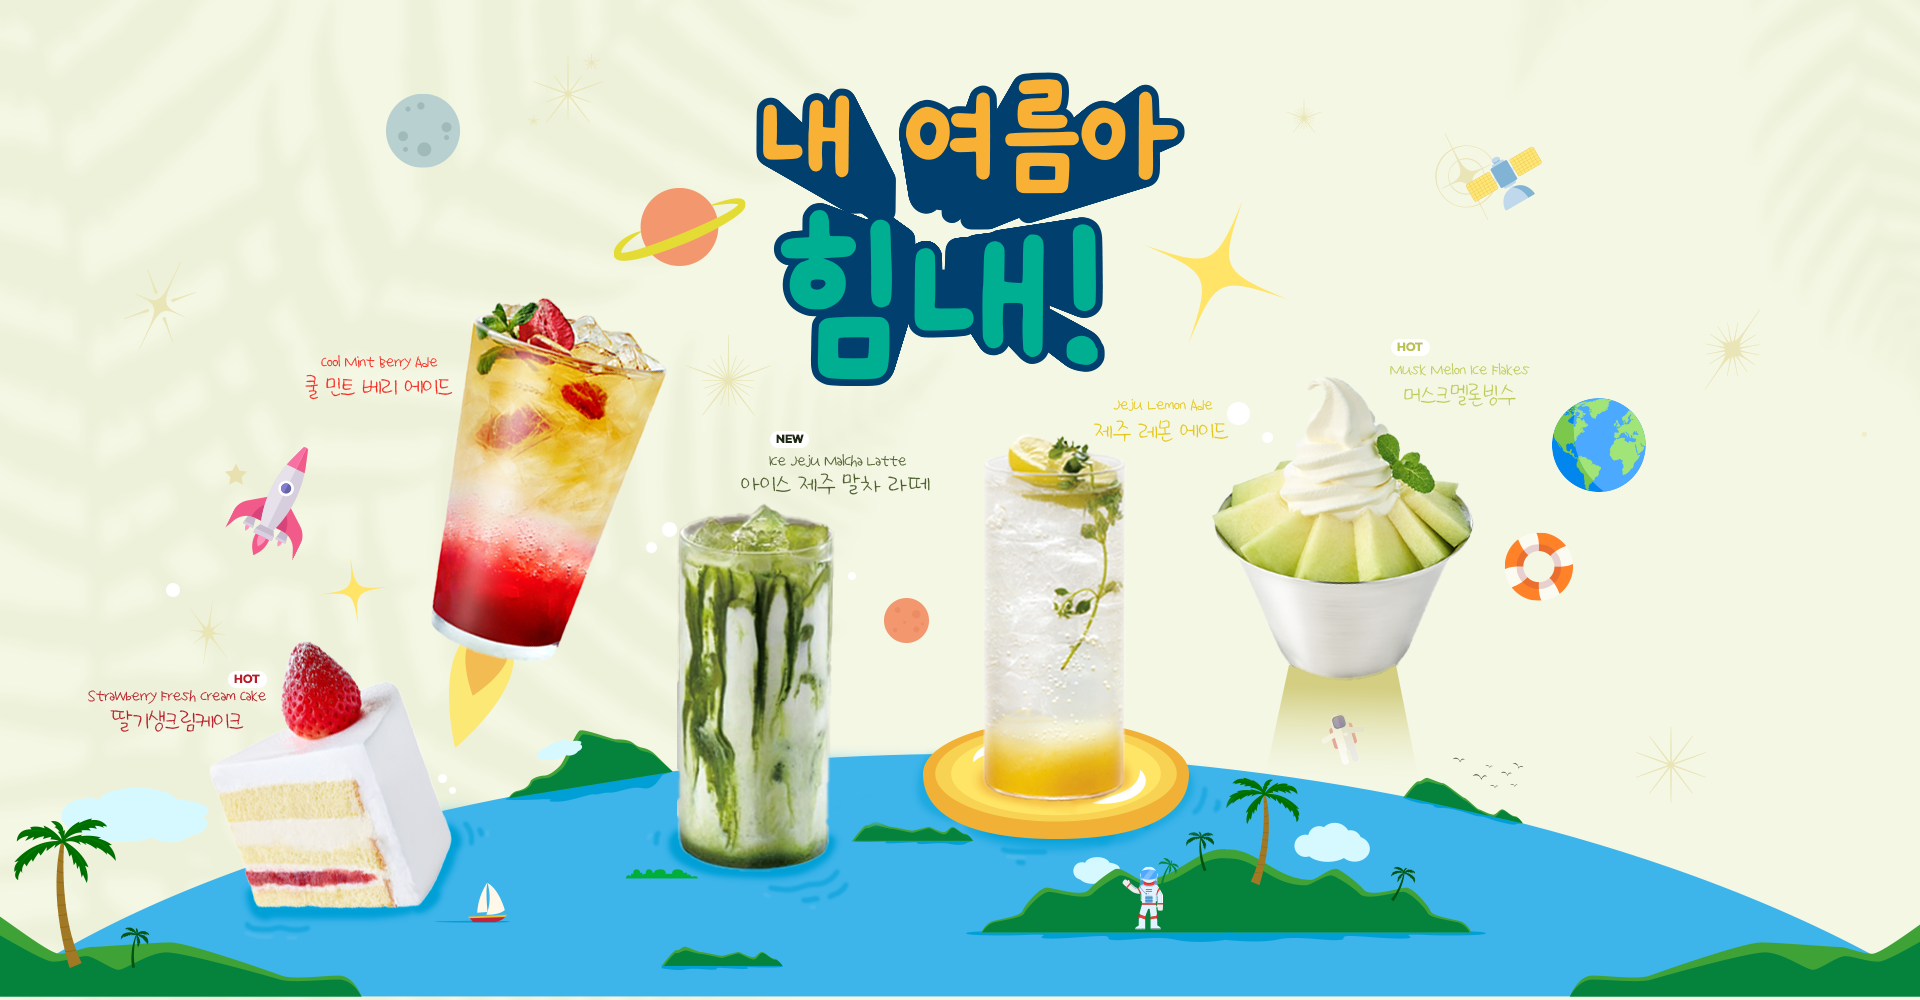 내 여름아
힘내!
Cool Mint Berry Ade
쿨 민트 베리 에이드
NEW
Ice Jeju Malcha Latte
아이스 제주 말차 라떼
Jeju Lemon Ade
제주 레몬 에이드
HOT
Musk Melon Ice Flakes
머스크멜론빙수
HOT
Strawberry Fresh Cream Cake
딸기생크림케이크